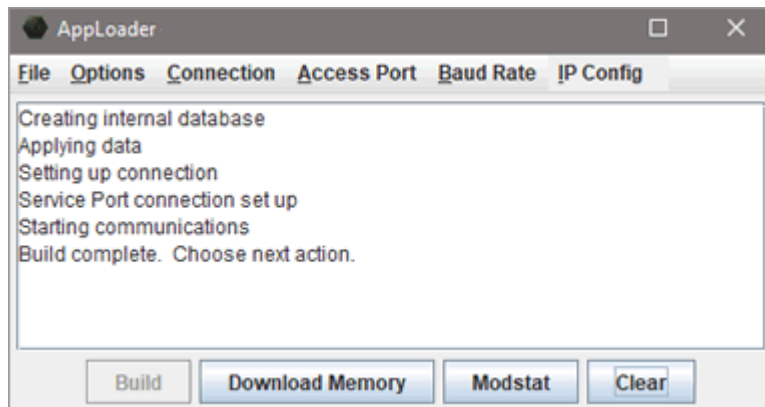 AppLoader
File Options Connection Access Port Baud Rate IP Config
Creating internal database
Applying data
Setting up connection
Service Port connection set up
Starting communications
Build complete. Choose next action.
Build Download Memory Modstat Clear